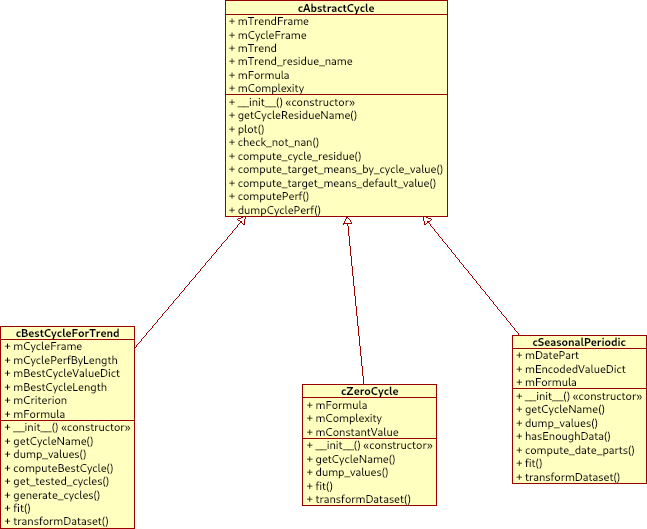 cAbstractCycle
+ mTrendFrame
+ mCycleFrame
+ mTrend
+ mTrend_residue_name
+ mFormula
+ mComplexity
+ __init__() «constructor»
+ getCycleResidueName()
+ plot()
+ check_not_nan()
+ compute_cycle_residue()
+ compute_target_means_by_cycle_value()
+ compute_target_means_default_value()
+ computePerf()
+ dumpCyclePerf()
cBestCycleForTrend
+ mCycleFrame
+ mCyclePerfByLength
+ mBestCycleValueDict
+ mBestCycleLength
+ mCriterion
+ mFormula
+ __init__() «constructor»
+ getCycleName()
+ dump_values()
+ computeBestCycle()
+ get_tested_cycles()
+ generate_cycles()
+ fit()
+ transformDataset()
cZeroCycle
+ mFormula
+ mComplexity
+ mConstantValue
+ __init__() «constructor»
+ getCycleName()
+ dump_values()
+ fit()
+ transformDataset()
cSeasonalPeriodic
+ mDatePart
+ mEncodedValueDict
+ mFormula
+ __init__() «constructor»
+ getCycleName()
+ dump_values()
+ hasEnoughData()
+ compute_date_parts()
+ fit()
+ transformDataset()